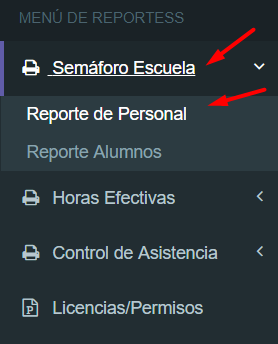 MENÚ DE REPORTESS
Semáforo Escuela
Reporte de Personal
Reporte Alumnos
Horas Efectivas
Control de Asistencia
Licencias/Permisos